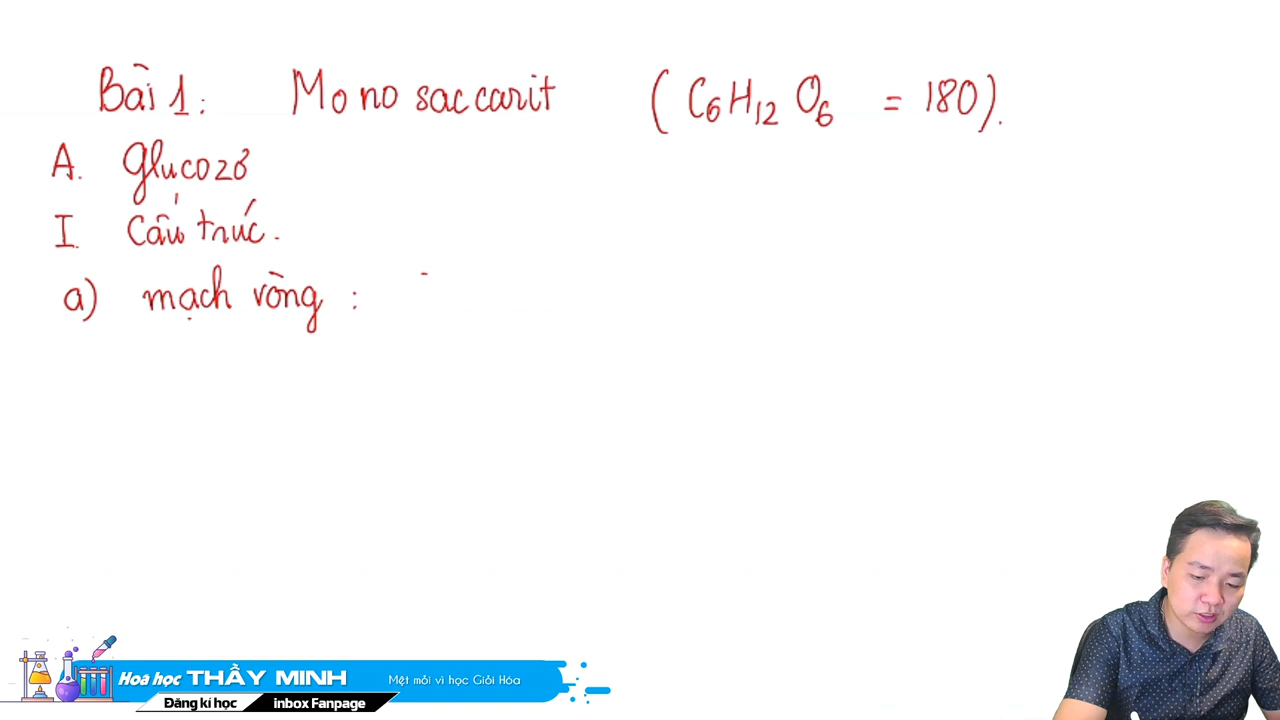 Bài 1: Mono saccarit (C6H12O6 = 180).
A. Glucozơ
I. Cấu trúc.
a) mạch vòng :
Hoá học THẦY MINH
Mệt mỏi vì học Giỏi Hóa
Đăng kí học inbox Fanpage